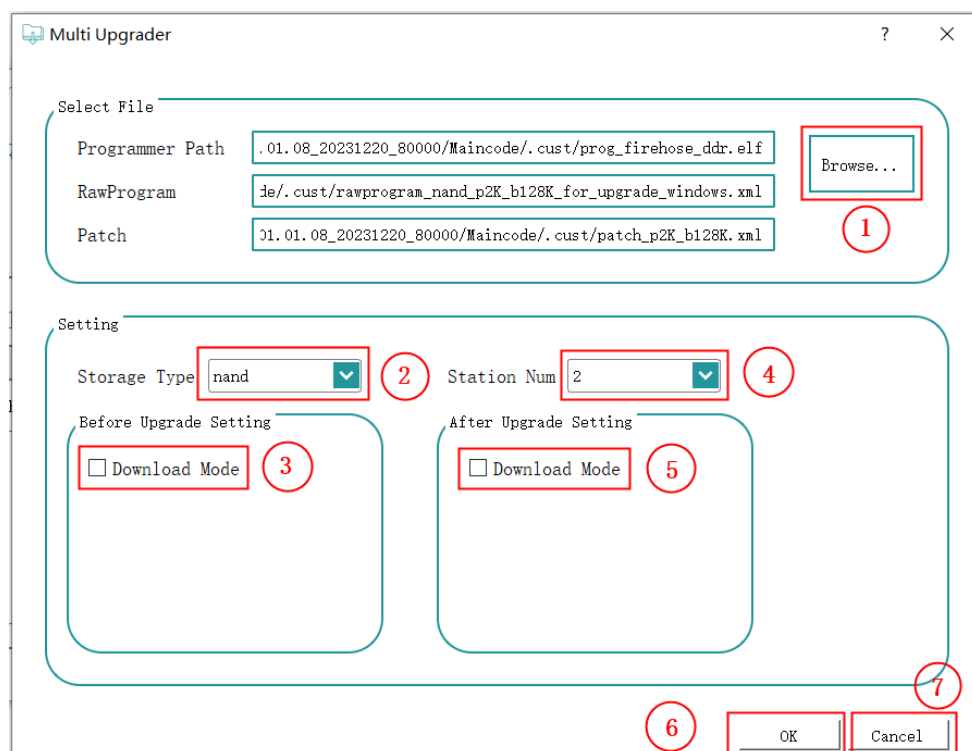 Multi Upgrader
?
Select File
Programmer Path .01.08_20231220_80000/Maincode/.cust/prog_firehose_ddr.elf
Browse...
RawProgram de/.cust/rawprogram_nand_p2K_b128K_for_upgrade_windows.xml
1
Patch 01.01.08_20231220_80000/Maincode/.cust/patch_p2K_b128K.xml
Setting
Storage Type nand 2 Station Num 2 4
Before Upgrade Setting After Upgrade Setting
Download Mode 3 Download Mode 5
7
6 OK Cancel